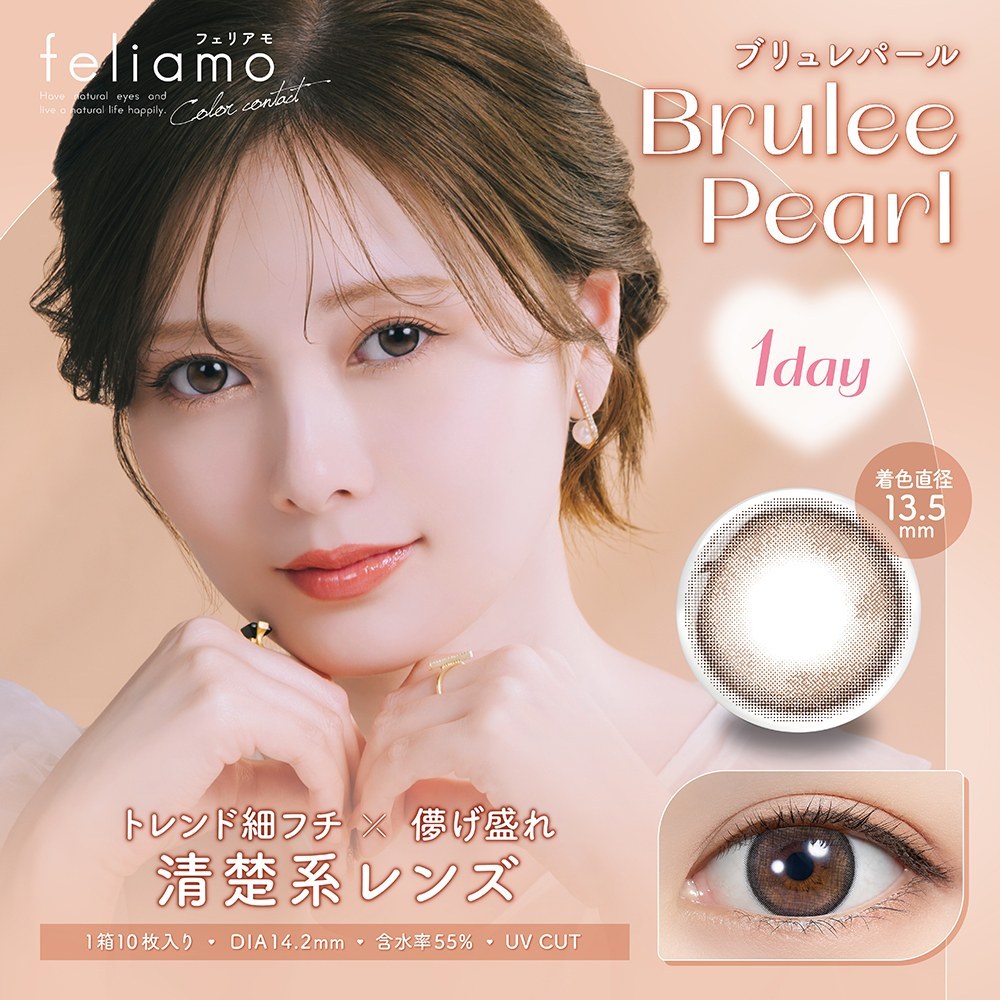 フェリアモ
feliamo
Have natural eyes and
live a natural life happily.
Color contact
ブリュレパール
Brulee
Pearl
1day
着色直径
13.5
mm
トレンド細フチ × 儚げ盛れ
清楚系レンズ
1箱10枚入り • DIA14.2mm • 含水率55% • UV CUT